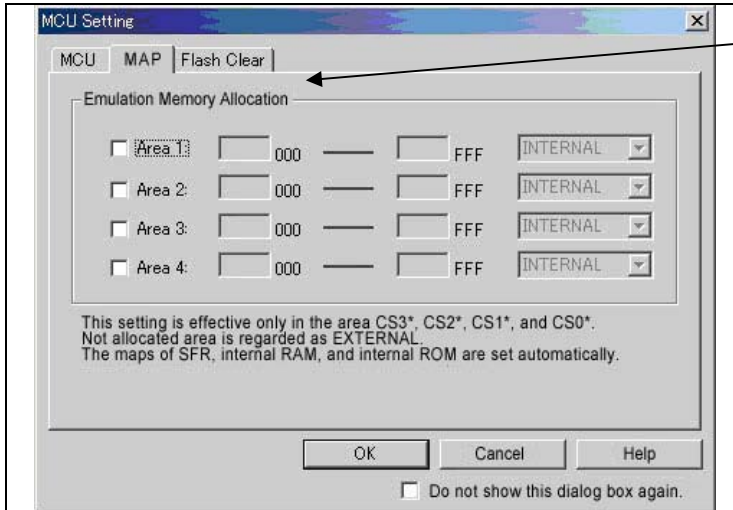 MCU Setting
MCU MAP Flash Clear
Emulation Memory Allocation
Area 1: 000 FFF INTERNAL
Area 2: 000 FFF INTERNAL
Area 3: 000 FFF INTERNAL
Area 4: 000 FFF INTERNAL
This setting is effective only in the area CS3*, CS2*, CS1*, and CS0*.
Not allocated area is regarded as EXTERNAL.
The maps of SFR, internal RAM, and internal ROM are set automatically.
OK Cancel Help
Do not show this dialog box again.